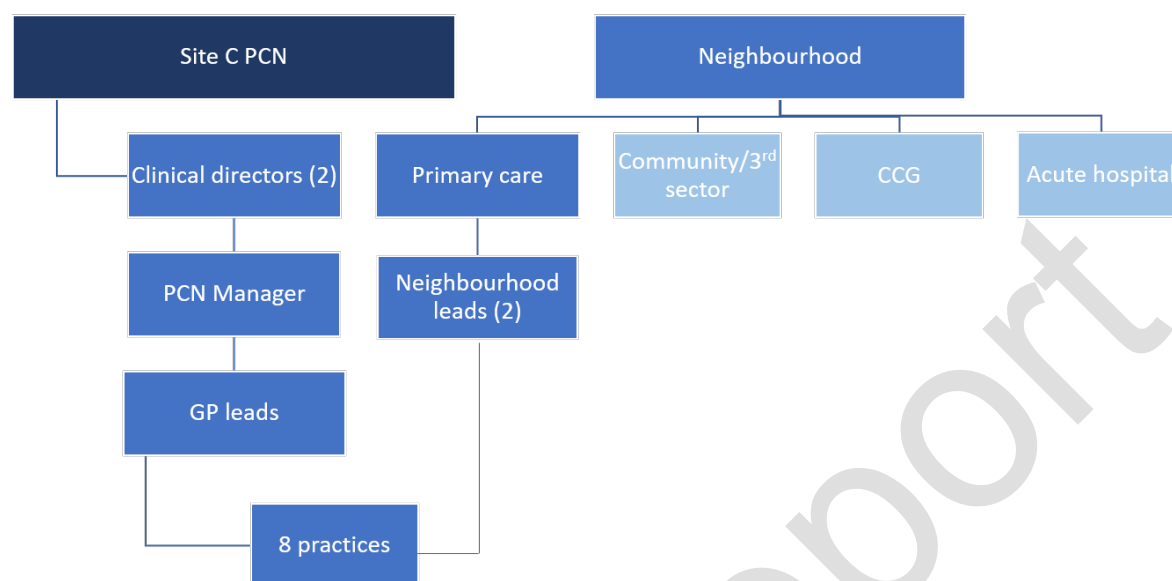 Site C PCN
Neighbourhood
Clinical directors (2)
Primary care
Community/3rd
sector
CCG
Acute hospital
PCN Manager
Neighbourhood
leads (2)
GP leads
8 practices
port